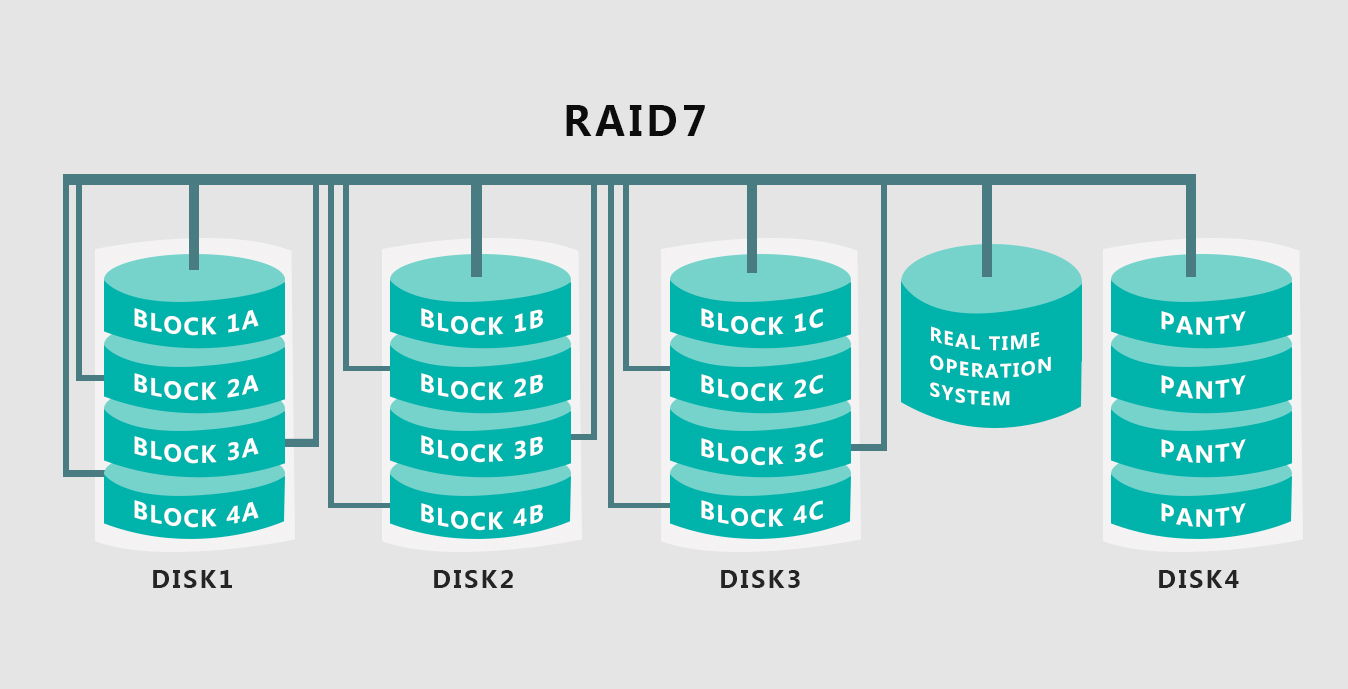 RAID7
BLOCK 1A
BLOCK 2A
BLOCK 3A
BLOCK 4A
DISK1
BLOCK 1B
BLOCK 2B
BLOCK 3B
BLOCK 4B
DISK2
BLOCK 1C
BLOCK 2C
BLOCK 3C
BLOCK 4C
DISK3
REAL TIME
OPERATION
SYSTEM
PANTY
PANTY
PANTY
PANTY
DISK4